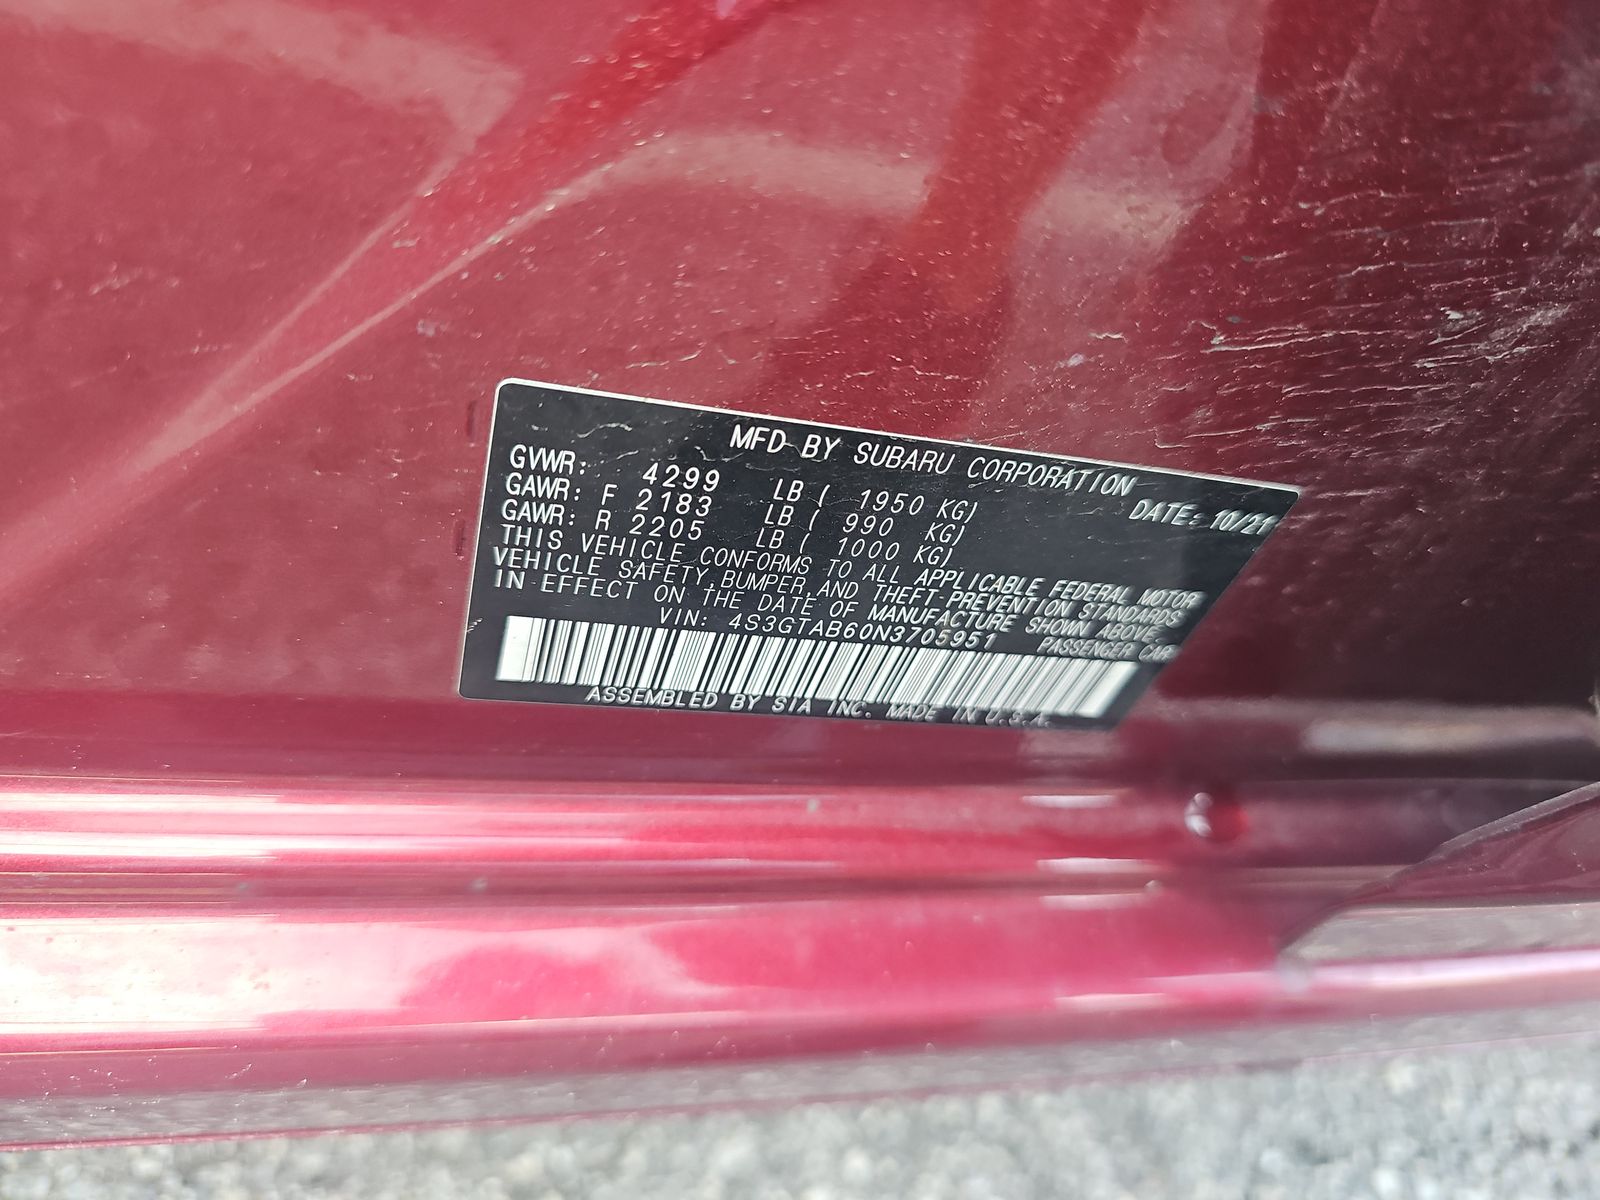 MFD BY SUBARU CORPORATION DATE: 10/21
GVWR: 4299 LB ( 1950 KG)
GAWR: F 2183 LB ( 990 KG)
GAWR: R 2205 LB ( 1000 KG)
THIS VEHICLE CONFORMS TO ALL APPLICABLE FEDERAL MOTOR
VEHICLE SAFETY, BUMPER, AND THEFT-PREVENTION STANDARDS
IN EFFECT ON THE DATE OF MANUFACTURE SHOWN ABOVE.
VIN: 4S3GTAB60N3705951 PASSENGER CAR
ASSEMBLED BY SIA INC. MADE IN U.S.A.